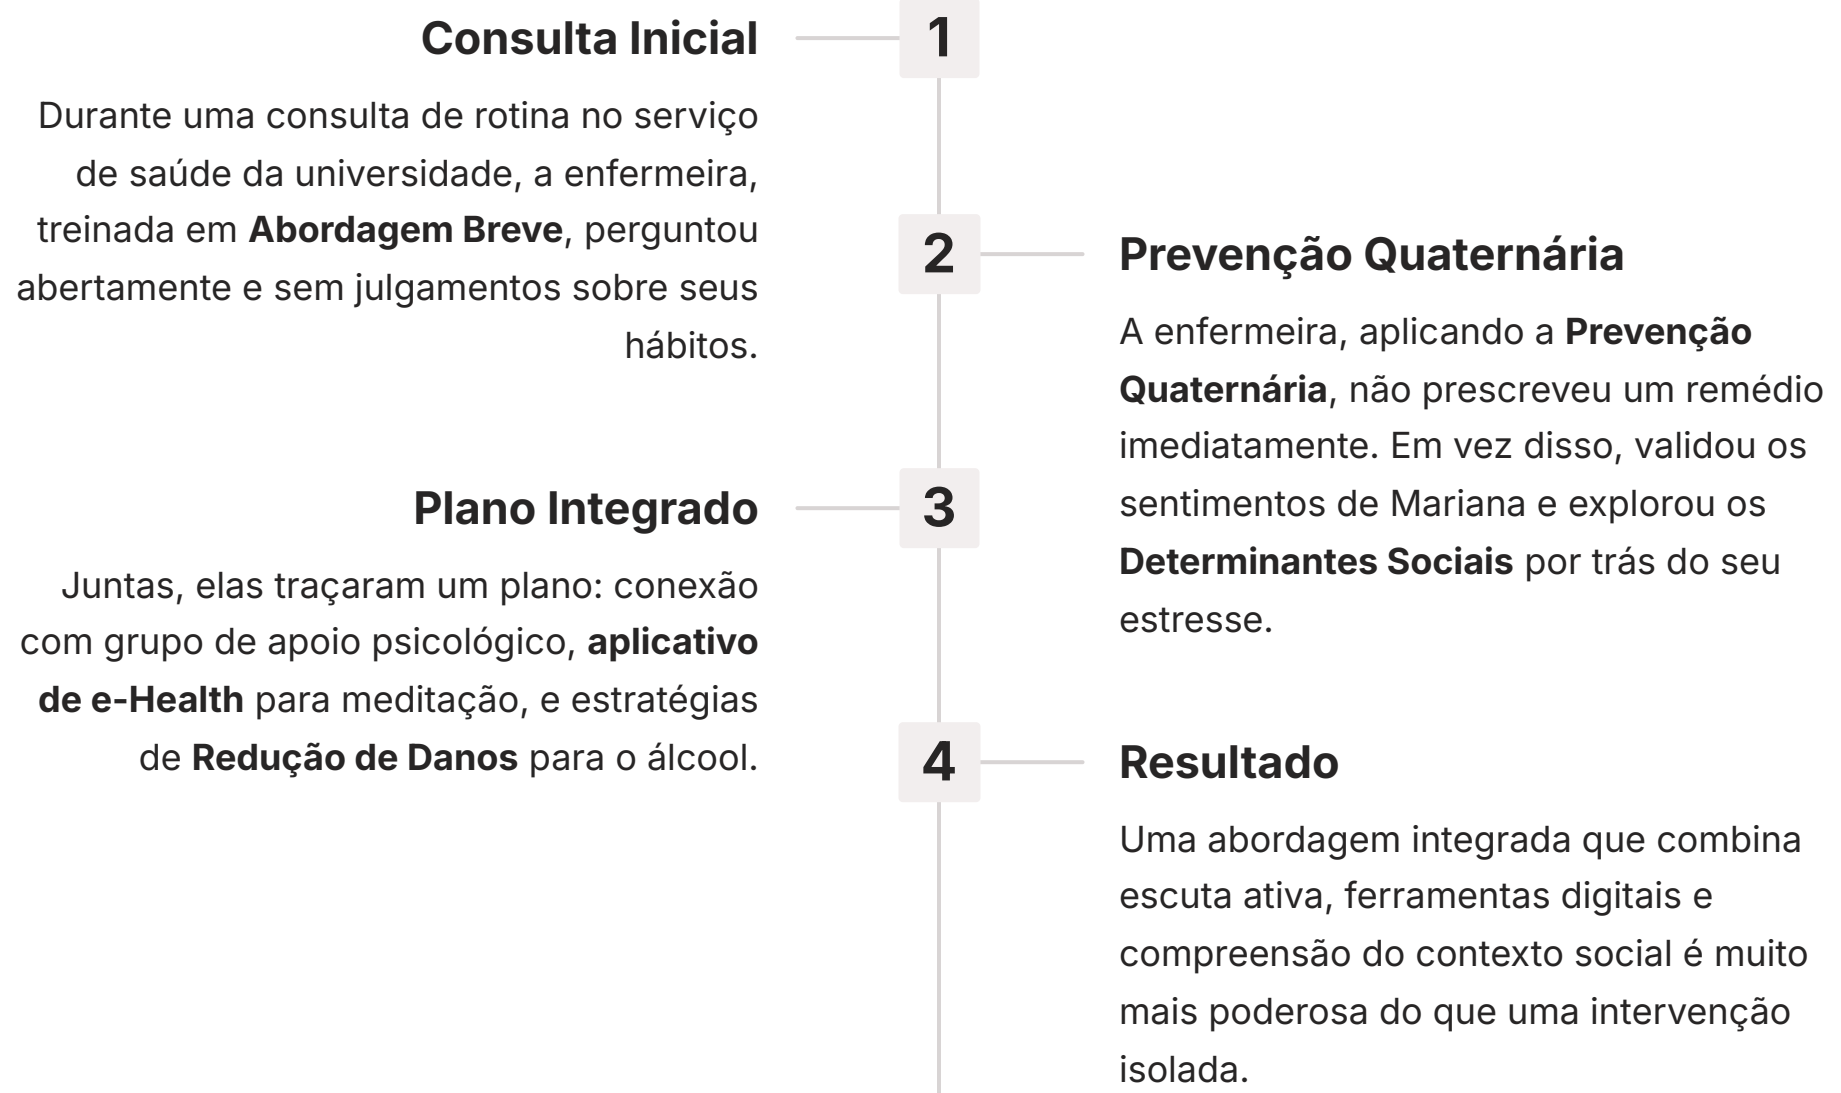 1
Consulta Inicial
Durante uma consulta de rotina no serviço
de saúde da universidade, a enfermeira,
treinada em Abordagem Breve, perguntou
abertamente e sem julgamentos sobre seus
hábitos.
2
Prevenção Quaternária
A enfermeira, aplicando a Prevenção
Quaternária, não prescreveu um remédio
imediatamente. Em vez disso, validou os
sentimentos de Mariana e explorou os
Determinantes Sociais por trás do seu
estresse.
3
Plano Integrado
Juntas, elas traçaram um plano: conexão
com grupo de apoio psicológico, aplicativo
de e-Health para meditação, e estratégias
de Redução de Danos para o álcool.
4
Resultado
Uma abordagem integrada que combina
escuta ativa, ferramentas digitais e
compreensão do contexto social é muito
mais poderosa do que uma intervenção
isolada.